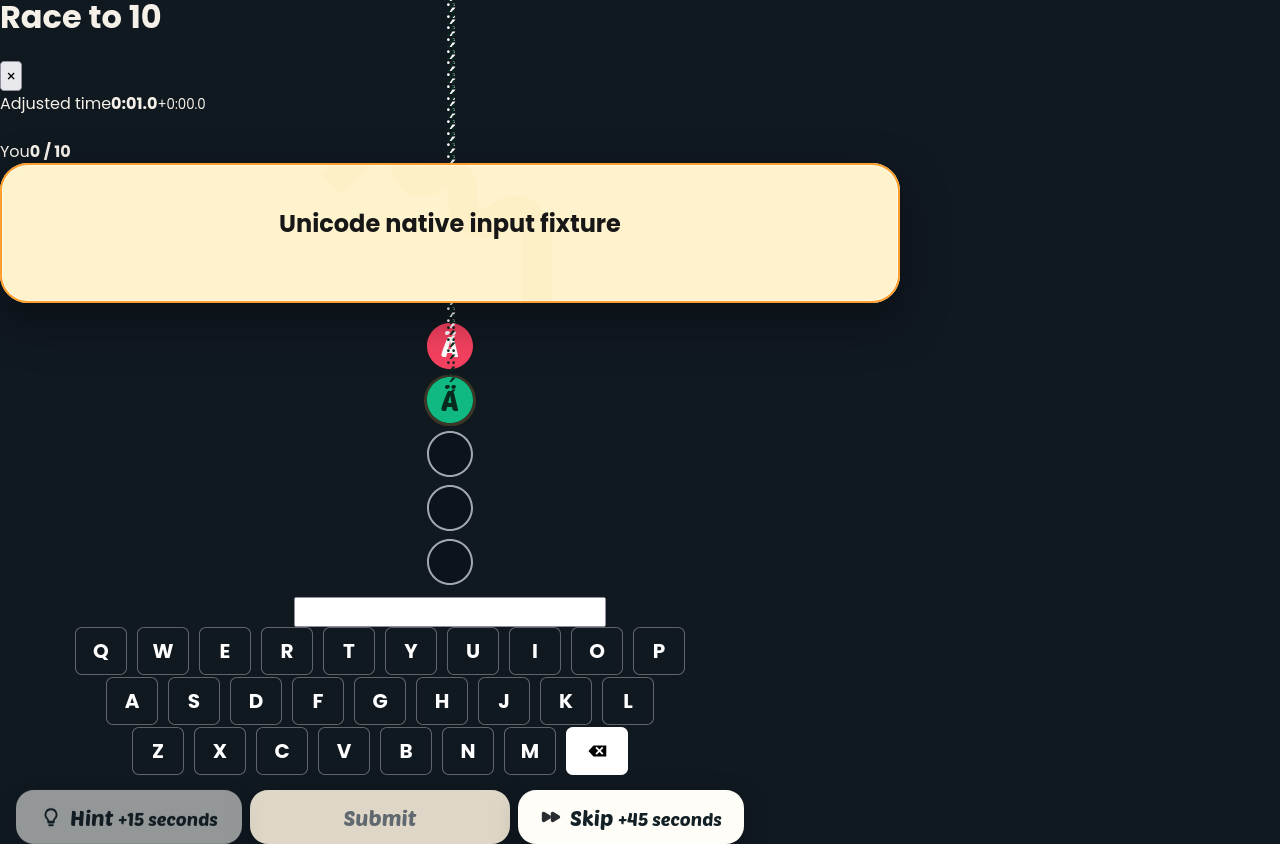 Race to 10
×
Adjusted time0:01.0+0:00.0
You0 / 10
Unicode native input fixture
Ä
Ä
Q W E R T Y U I O P
A S D F G H J K L
Z X C V B N M
Hint +15 seconds Submit Skip +45 seconds